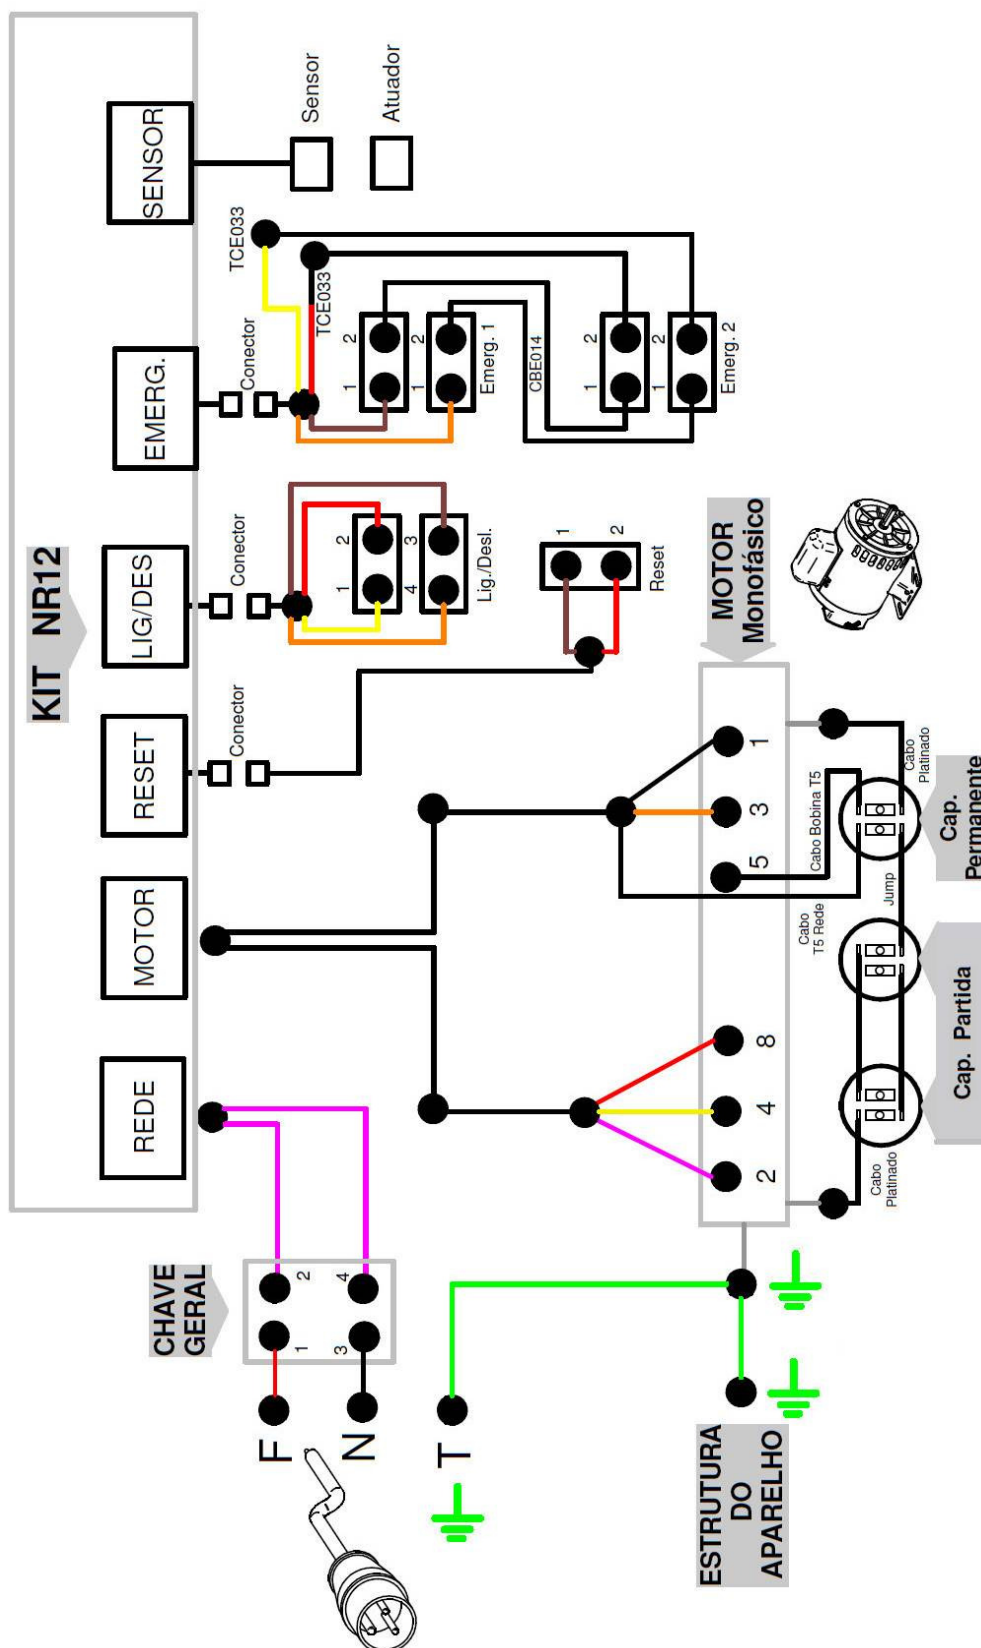 KIT NR12
REDE
MOTOR
RESET
LIG/DES
EMERG.
SENSOR
Conector
Conector
Conector
Sensor
Atuador
TCE033
TCE033
1
2
1
2
Emerg. 1
CBE014
1
2
1
2
Emerg. 2
1
2
4
3
Lig./Desl.
1
2
Reset
CHAVE
GERAL
1
2
3
4
F
N
T
MOTOR
Monofásico
2
4
8
5
3
1
Cabo
Platinado
Cabo
T5 Rede
Cabo Bobina T5
Jump
Cabo
Platinado
Cap. Partida
Cap.
Permanente
ESTRUTURA
DO
APARELHO